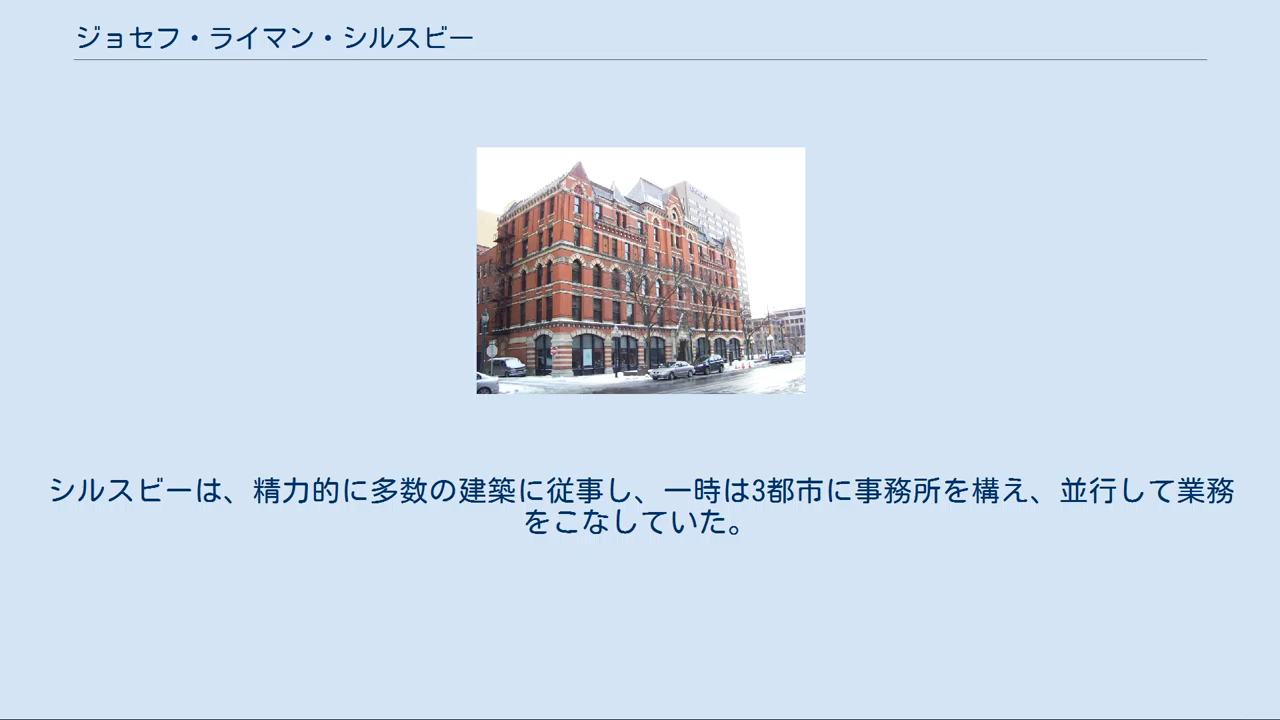 ジョセフ・ライマン・シルスビー
シルスビーは、精力的に多数の建築に従事し、一時は3都市に事務所を構え、並行して業務
をこなしていた。